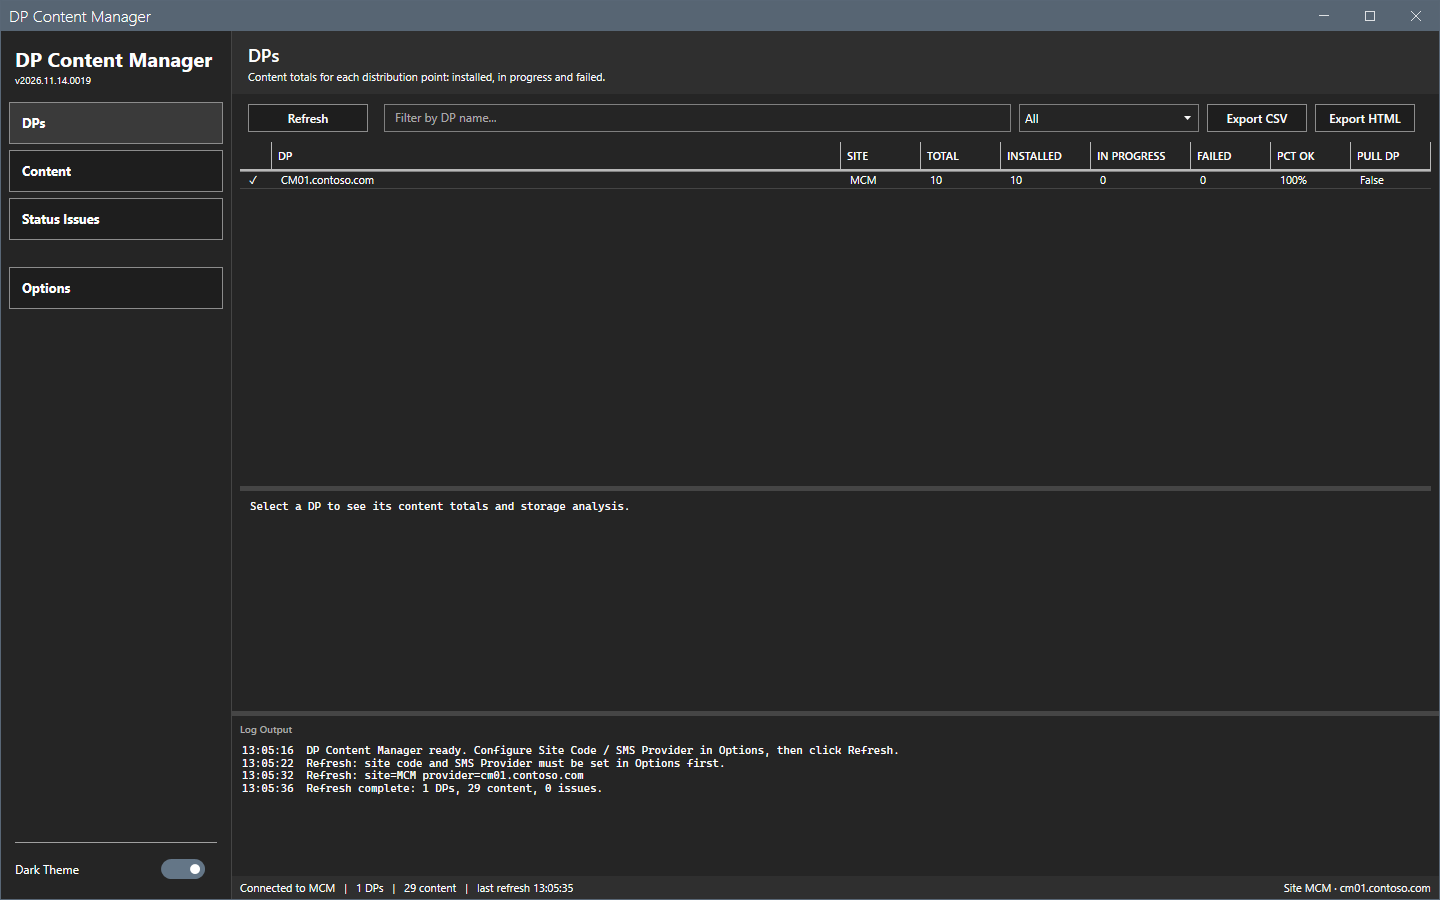 DP Content Manager
DP Content Manager
v2026.11.14.0019
DPs
Content
Status Issues
Options
Dark Theme
DPs
Content totals for each distribution point: installed, in progress and failed.
Refresh
Filter by DP name...
All
Export CSV
Export HTML
DP SITE TOTAL INSTALLED IN PROGRESS FAILED PCT OK PULL DP
✓ CM01.contoso.com MCM 10 10 0 0 100% False
Select a DP to see its content totals and storage analysis.
Log Output
13:05:16 DP Content Manager ready. Configure Site Code / SMS Provider in Options, then click Refresh.
13:05:22 Refresh: site code and SMS Provider must be set in Options first.
13:05:32 Refresh: site=MCM provider=cm01.contoso.com
13:05:36 Refresh complete: 1 DPs, 29 content, 0 issues.
Connected to MCM | 1 DPs | 29 content | last refresh 13:05:35
Site MCM · cm01.contoso.com